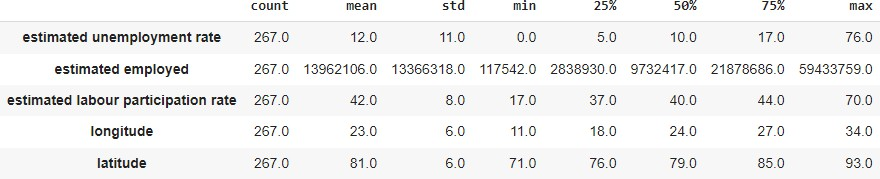 count mean std min 25% 50% 75% max
estimated unemployment rate 267.0 12.0 11.0 0.0 5.0 10.0 17.0 76.0
estimated employed 267.0 13962106.0 13366318.0 117542.0 2838930.0 9732417.0 21878686.0 59433759.0
estimated labour participation rate 267.0 42.0 8.0 17.0 37.0 40.0 44.0 70.0
longitude 267.0 23.0 6.0 11.0 18.0 24.0 27.0 34.0
latitude 267.0 81.0 6.0 71.0 76.0 79.0 85.0 93.0